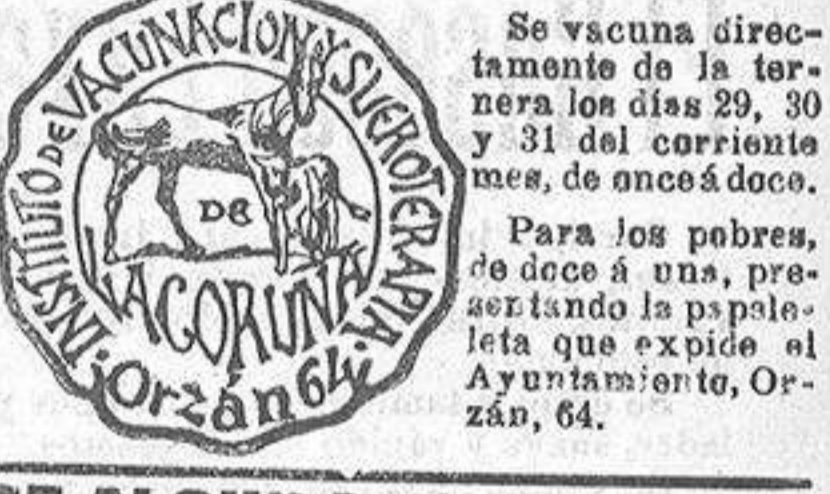 INSTITUTO DE VACUNACION Y SUEROTERAPIA.
DE
LA CORUÑA
Orzán 64
Se vacuna direc-
tamente de la ter-
nera los días 29, 30
y 31 del corriente
mes, de once á doce.
Para los pobres,
de doce á una, pre-
sentando la papale-
leta que expide el
Ayuntamiento, Or-
zán, 64.